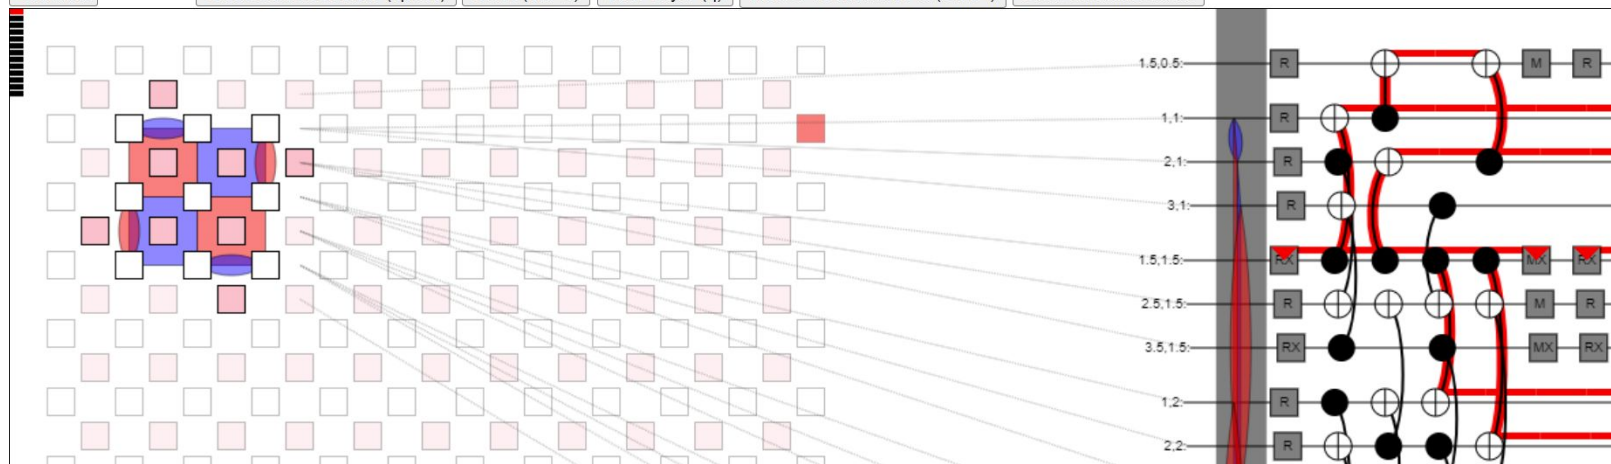 1.5,0.5: R M R
1,1: R
2,1: R
3,1: R
1.5,1.5: RX MX RX
2.5,1.5: R M R
3.5,1.5: RX MX RX
1,2: R
2,2: R